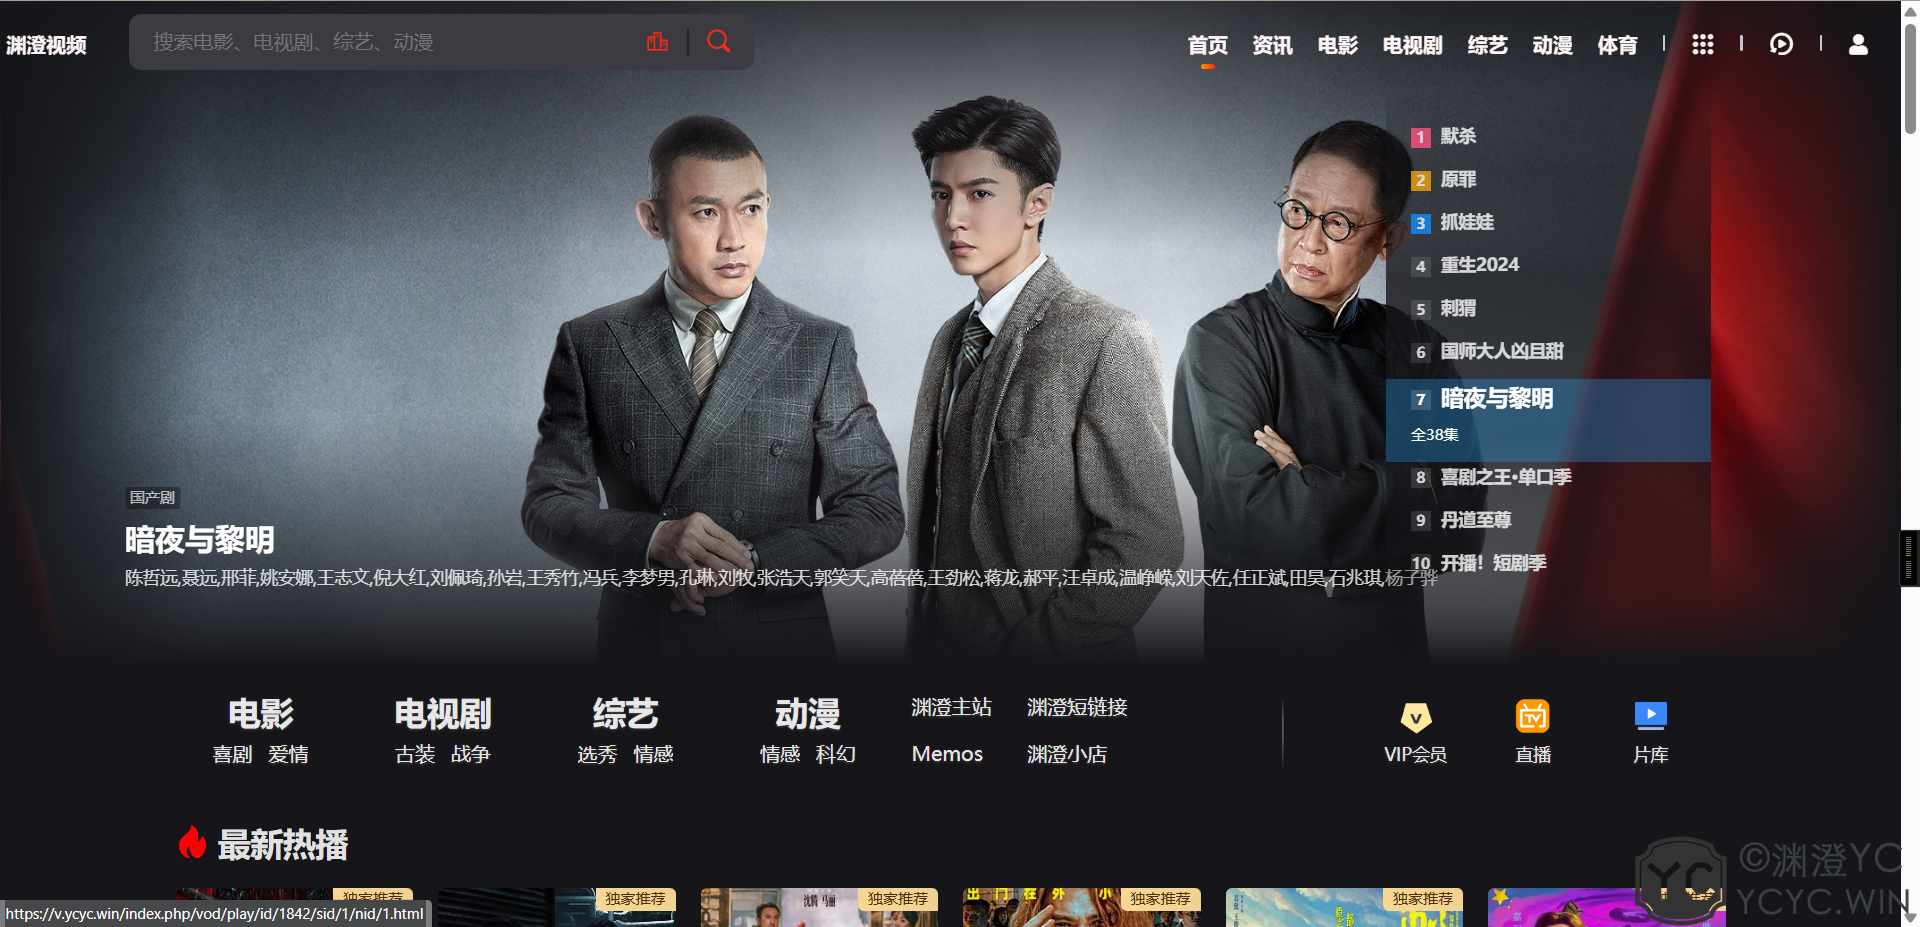 渊澄视频
搜索电影、电视剧、综艺、动漫
首页 资讯 电影 电视剧 综艺 动漫 体育
1 默杀
2 原罪
3 抓娃娃
4 重生2024
5 刺猬
6 国师大人凶且甜
7 暗夜与黎明
全38集
8 喜剧之王·单口季
9 丹道至尊
10 开播！短剧季
国产剧
暗夜与黎明
陈哲远,聂远,邢菲,姚安娜,王志文,倪大红,刘佩琦,孙岩,王秀竹,冯兵,李梦男,孔琳,刘牧,张浩天,郭笑天,高蓓蓓,王劲松,蒋龙,郝平,汪卓成,温峥嵘,刘天佐,任正斌,田昊,石兆琪,杨子骅
电影 电视剧 综艺 动漫 渊澄主站 渊澄短链接
喜剧 爱情 古装 战争 选秀 情感 情感 科幻 Memos 渊澄小店
VIP会员 直播 片库
最新热播
独家推荐 独家推荐 独家推荐 独家推荐 独家推荐
沈腾 马丽
出门在外 小
https://v.ycyc.win/index.php/vod/play/id/1842/sid/1/nid/1.html
YC
©渊澄YC
YCYC.WIN